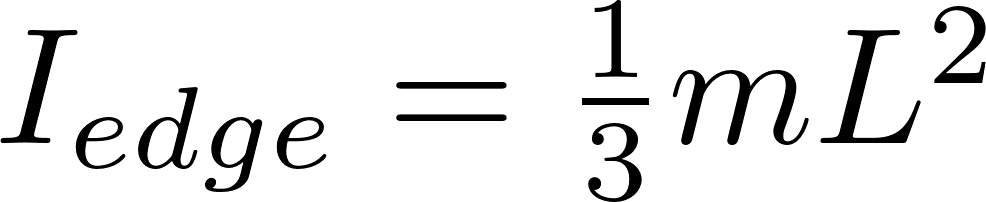 I_{edge} = \frac{1}{3}mL^2